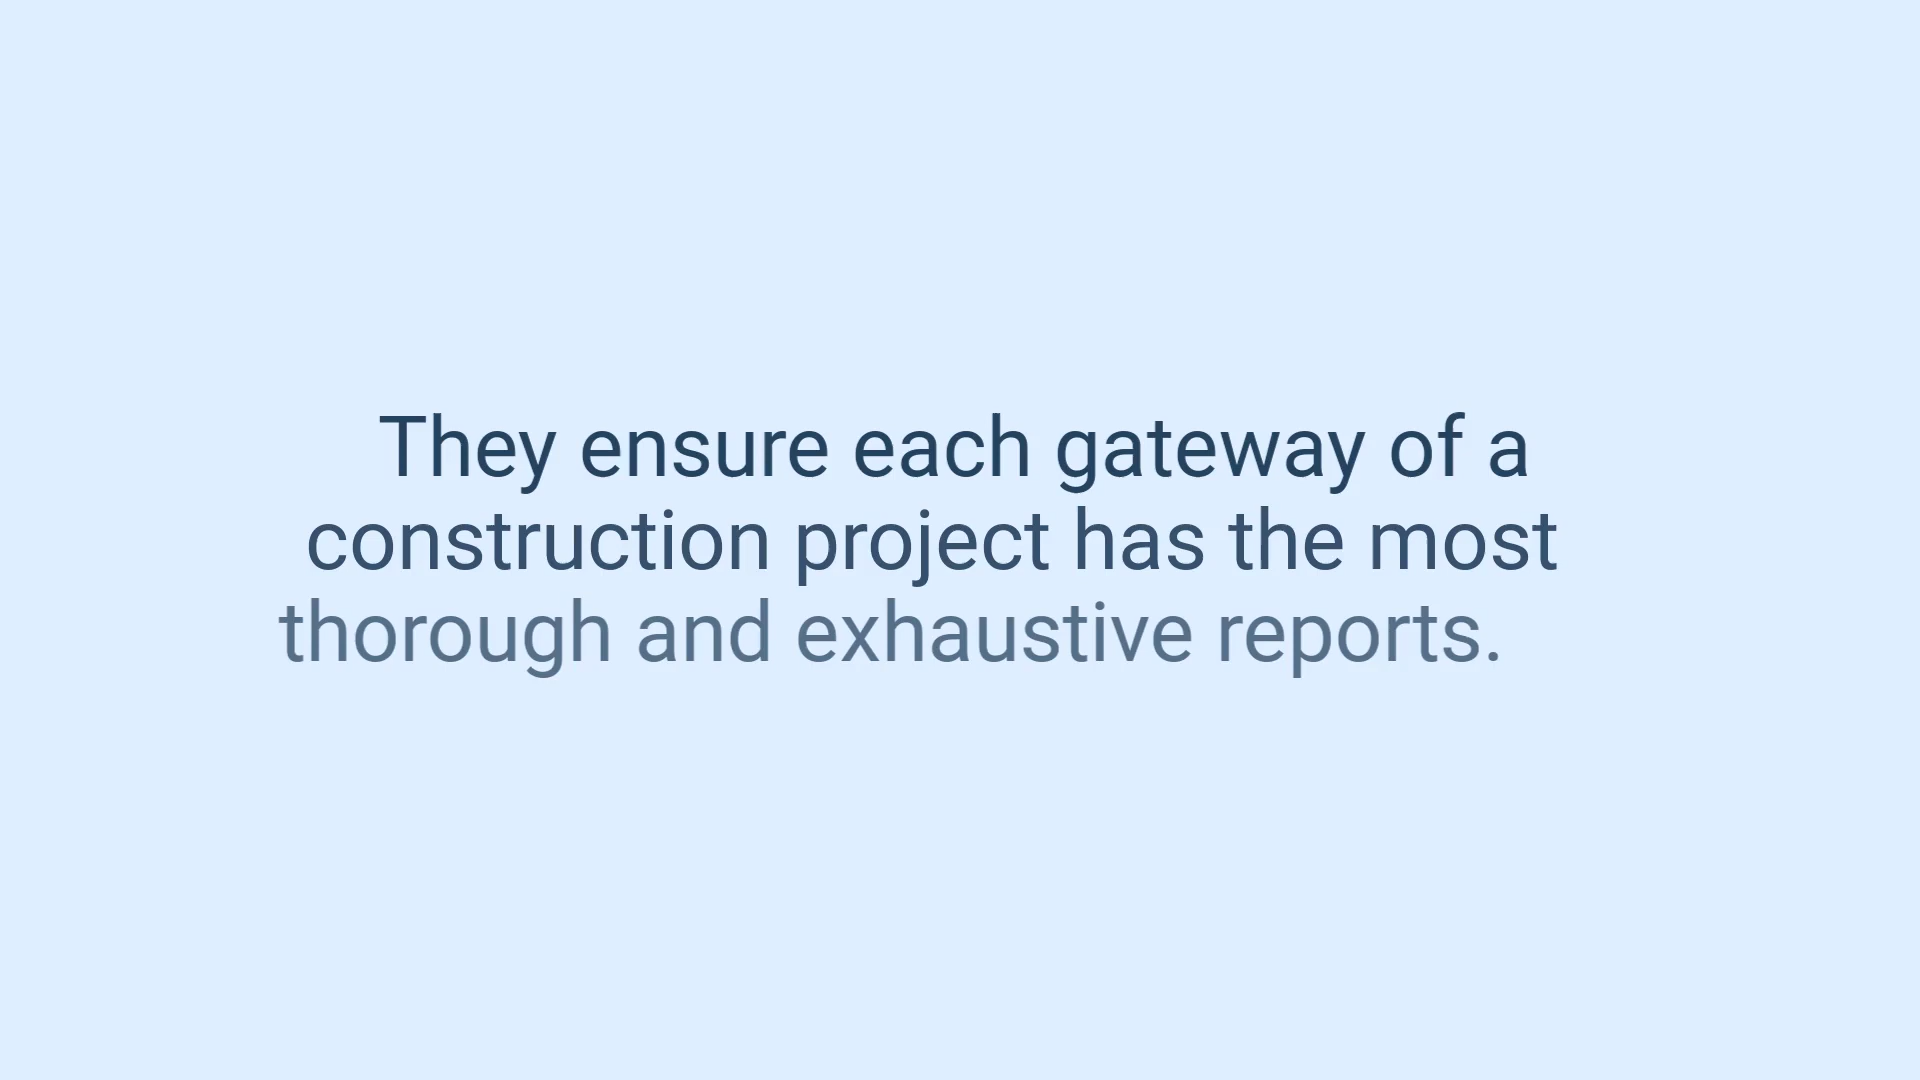 They ensure each gateway of a
construction project has the most
thorough and exhaustive reports.